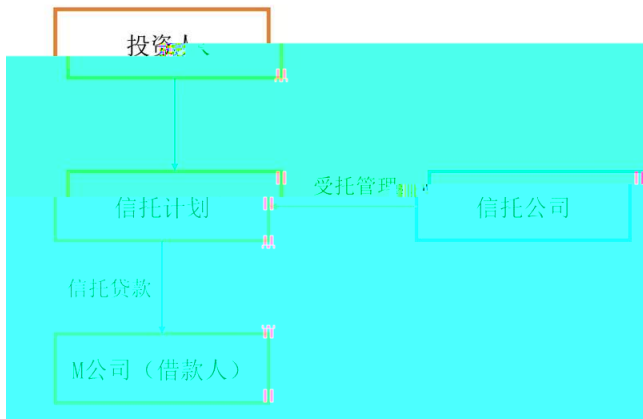 投资人
信托计划
受托管理
信托公司
信托贷款
M公司（借款人）